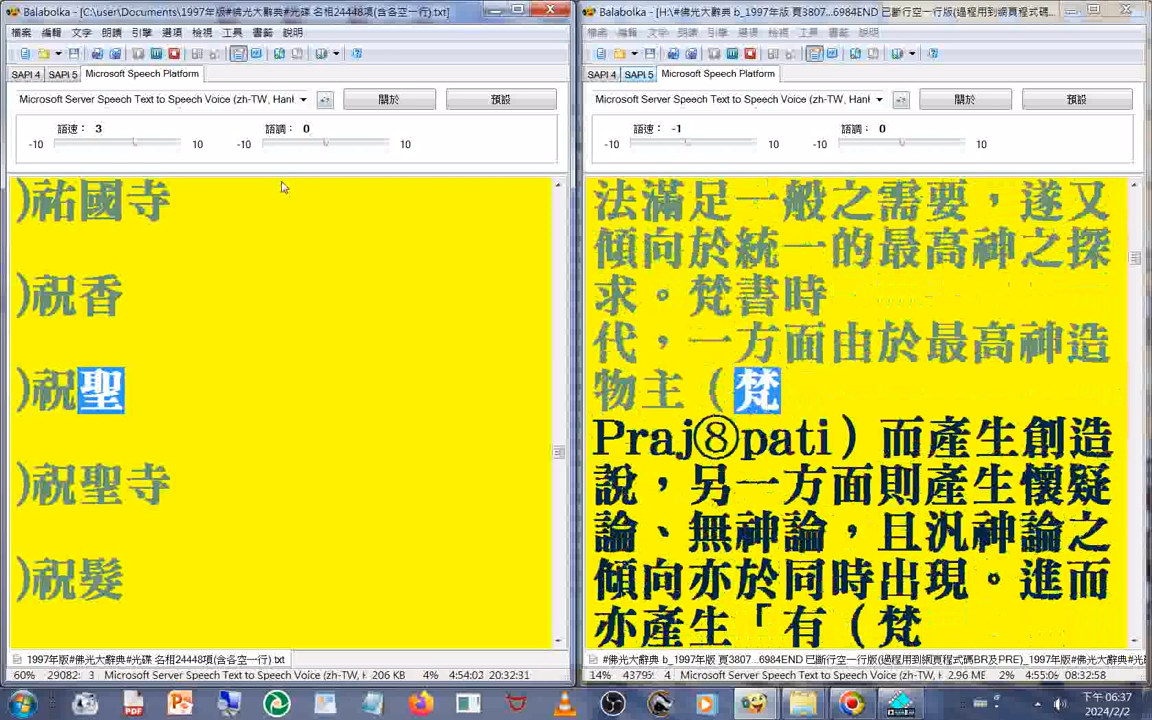 Balabolka - [C:\user\Documents\1997年版#佛光大辭典#光碟 名相24448項(含各空一行).txt]
檔案 編輯 文字 朗讀 引擎 選項 檢視 工具 書籤 說明
SAPI 4 SAPI 5 Microsoft Speech Platform
Microsoft Server Speech Text to Speech Voice (zh-TW, Han
關於 預設
語速： 3 語調： 0
-10 10 -10 10
)祐國寺
)祝香
)祝聖
)祝聖寺
)祝髮
1997年版#佛光大辭典#光碟 名相24448項(含各空一行).txt
60% 29082: 3 Microsoft Server Speech Text to Speech Voice (zh-TW, H 206 KB 4% 4:54:03 20:32:31
Balabolka - [H:\#佛光大辭典 b_1997年版 頁3807...6984END 已斷行空一行版(過程用到網頁程式碼...
檔案 編輯 文字 朗讀 引擎 選項 檢視 工具 書籤 說明
SAPI 4 SAPI 5 Microsoft Speech Platform
Microsoft Server Speech Text to Speech Voice (zh-TW, Han
關於 預設
語速： -1 語調： 0
-10 10 -10 10
法滿足一般之需要，遂又
傾向於統一的最高神之探
求。梵書時
代，一方面由於最高神造
物主（梵
Praj⑧pati）而產生創造
說，另一方面則產生懷疑
論、無神論，且汎神論之
傾向亦於同時出現。進而
亦產生「有（梵
#佛光大辭典 b_1997年版 頁3807...6984END 已斷行空一行版(過程用到網頁程式碼BR及PRE)_1997年版#光
14% 43799: 4 Microsoft Server Speech Text to Speech Voice (zh-TW, H 2.96 ME 2% 4:55:0 08:32:58
下午 06:37
2024/2/2